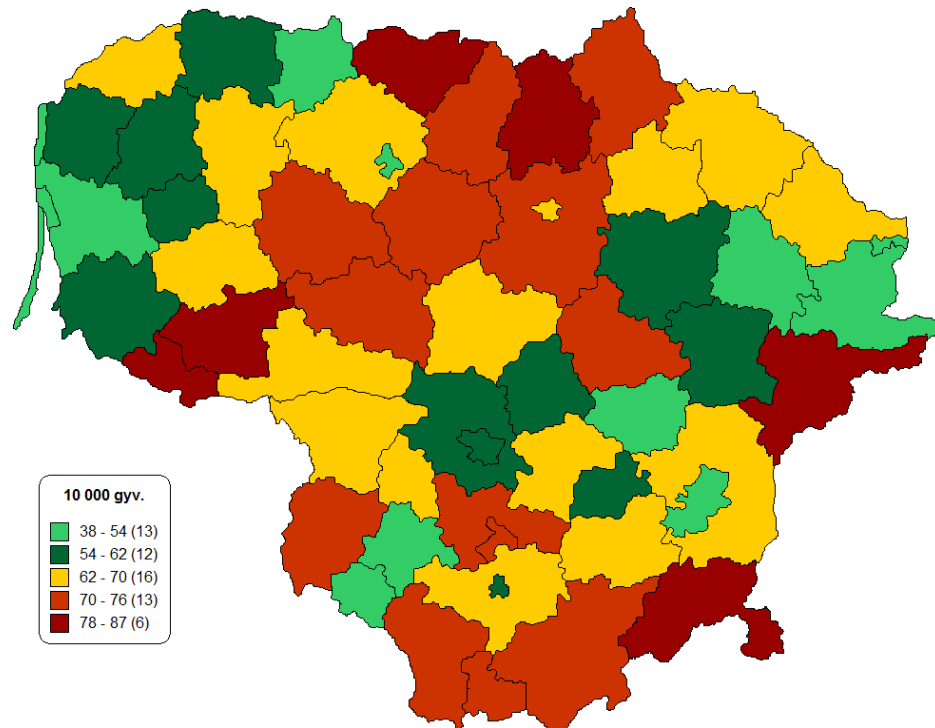 10 000 gyv.
38 - 54 (13)
54 - 62 (12)
62 - 70 (16)
70 - 76 (13)
78 - 87 (6)